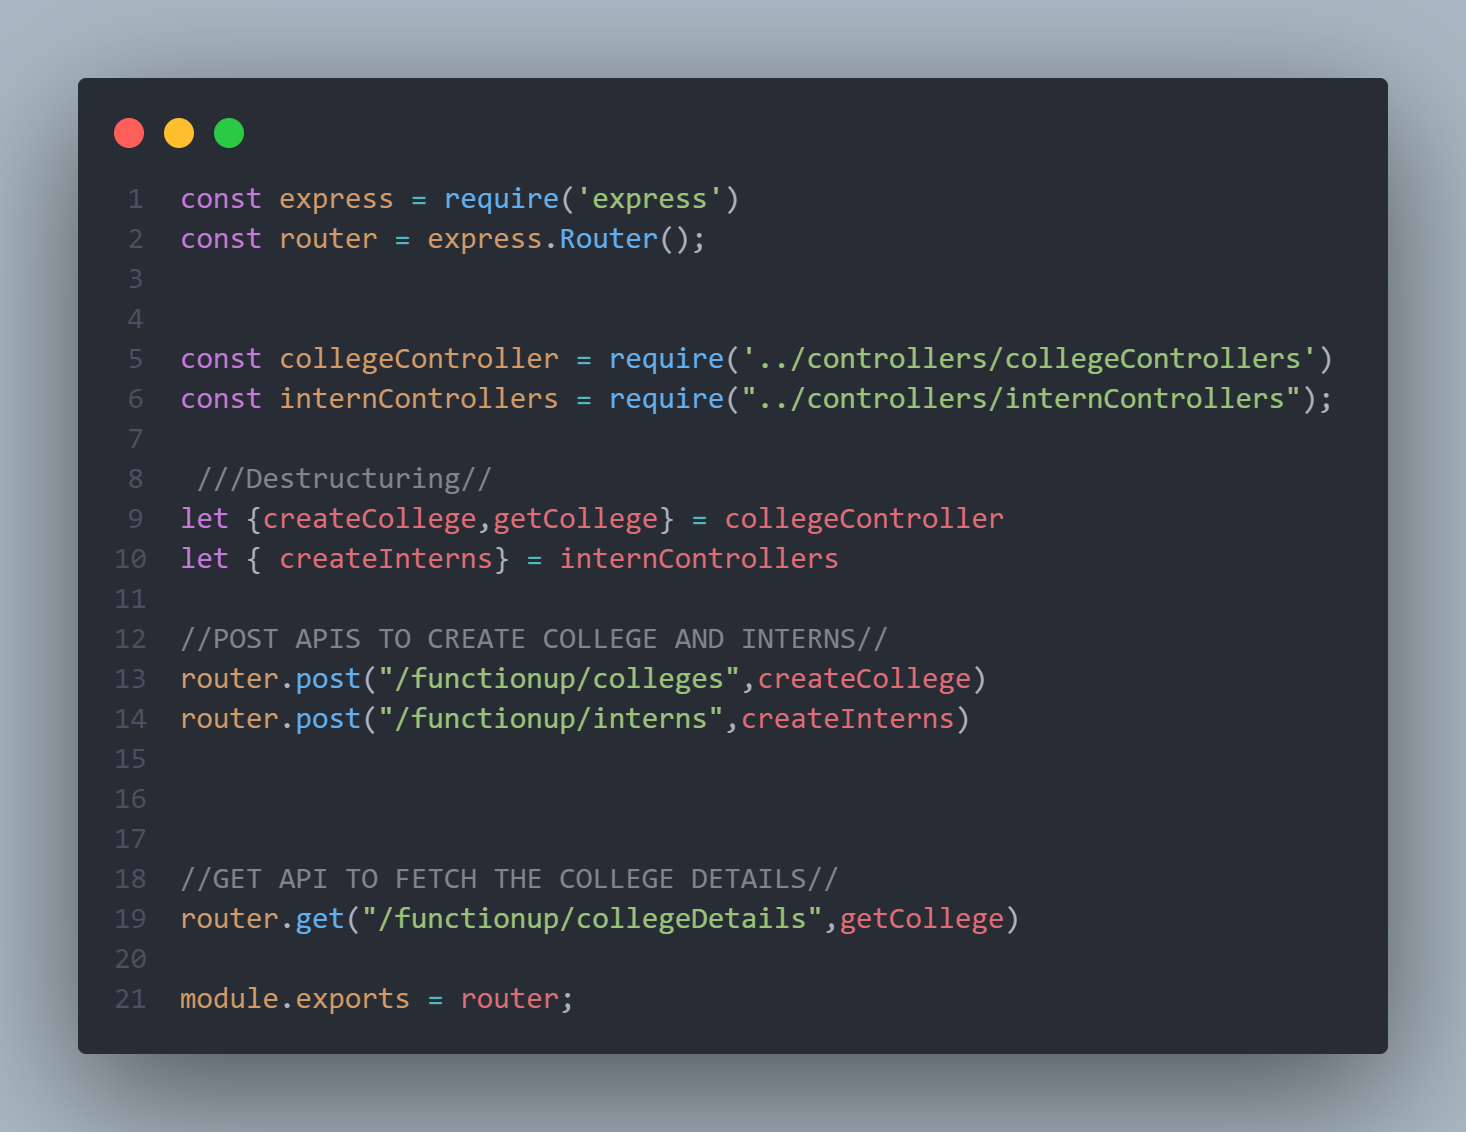 1 const express = require('express')
2 const router = express.Router();
3
4
5 const collegeController = require('../controllers/collegeControllers')
6 const internControllers = require("../controllers/internControllers");
7
8  ///Destructuring//
9 let {createCollege,getCollege} = collegeController
10 let { createInterns} = internControllers
11
12 //POST APIS TO CREATE COLLEGE AND INTERNS//
13 router.post("/functionup/colleges",createCollege)
14 router.post("/functionup/interns",createInterns)
15
16
17
18 //GET API TO FETCH THE COLLEGE DETAILS//
19 router.get("/functionup/collegeDetails",getCollege)
20
21 module.exports = router;